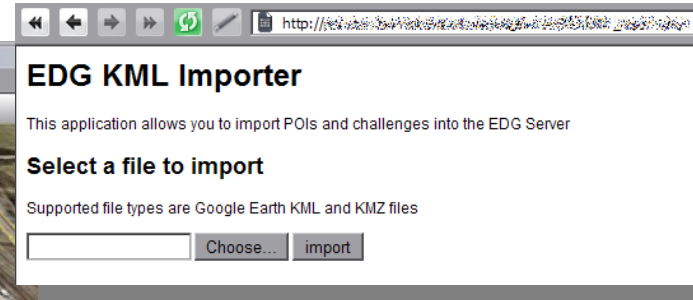 http://
EDG KML Importer
This application allows you to import POIs and challenges into the EDG Server
Select a file to import
Supported file types are Google Earth KML and KMZ files
Choose... import